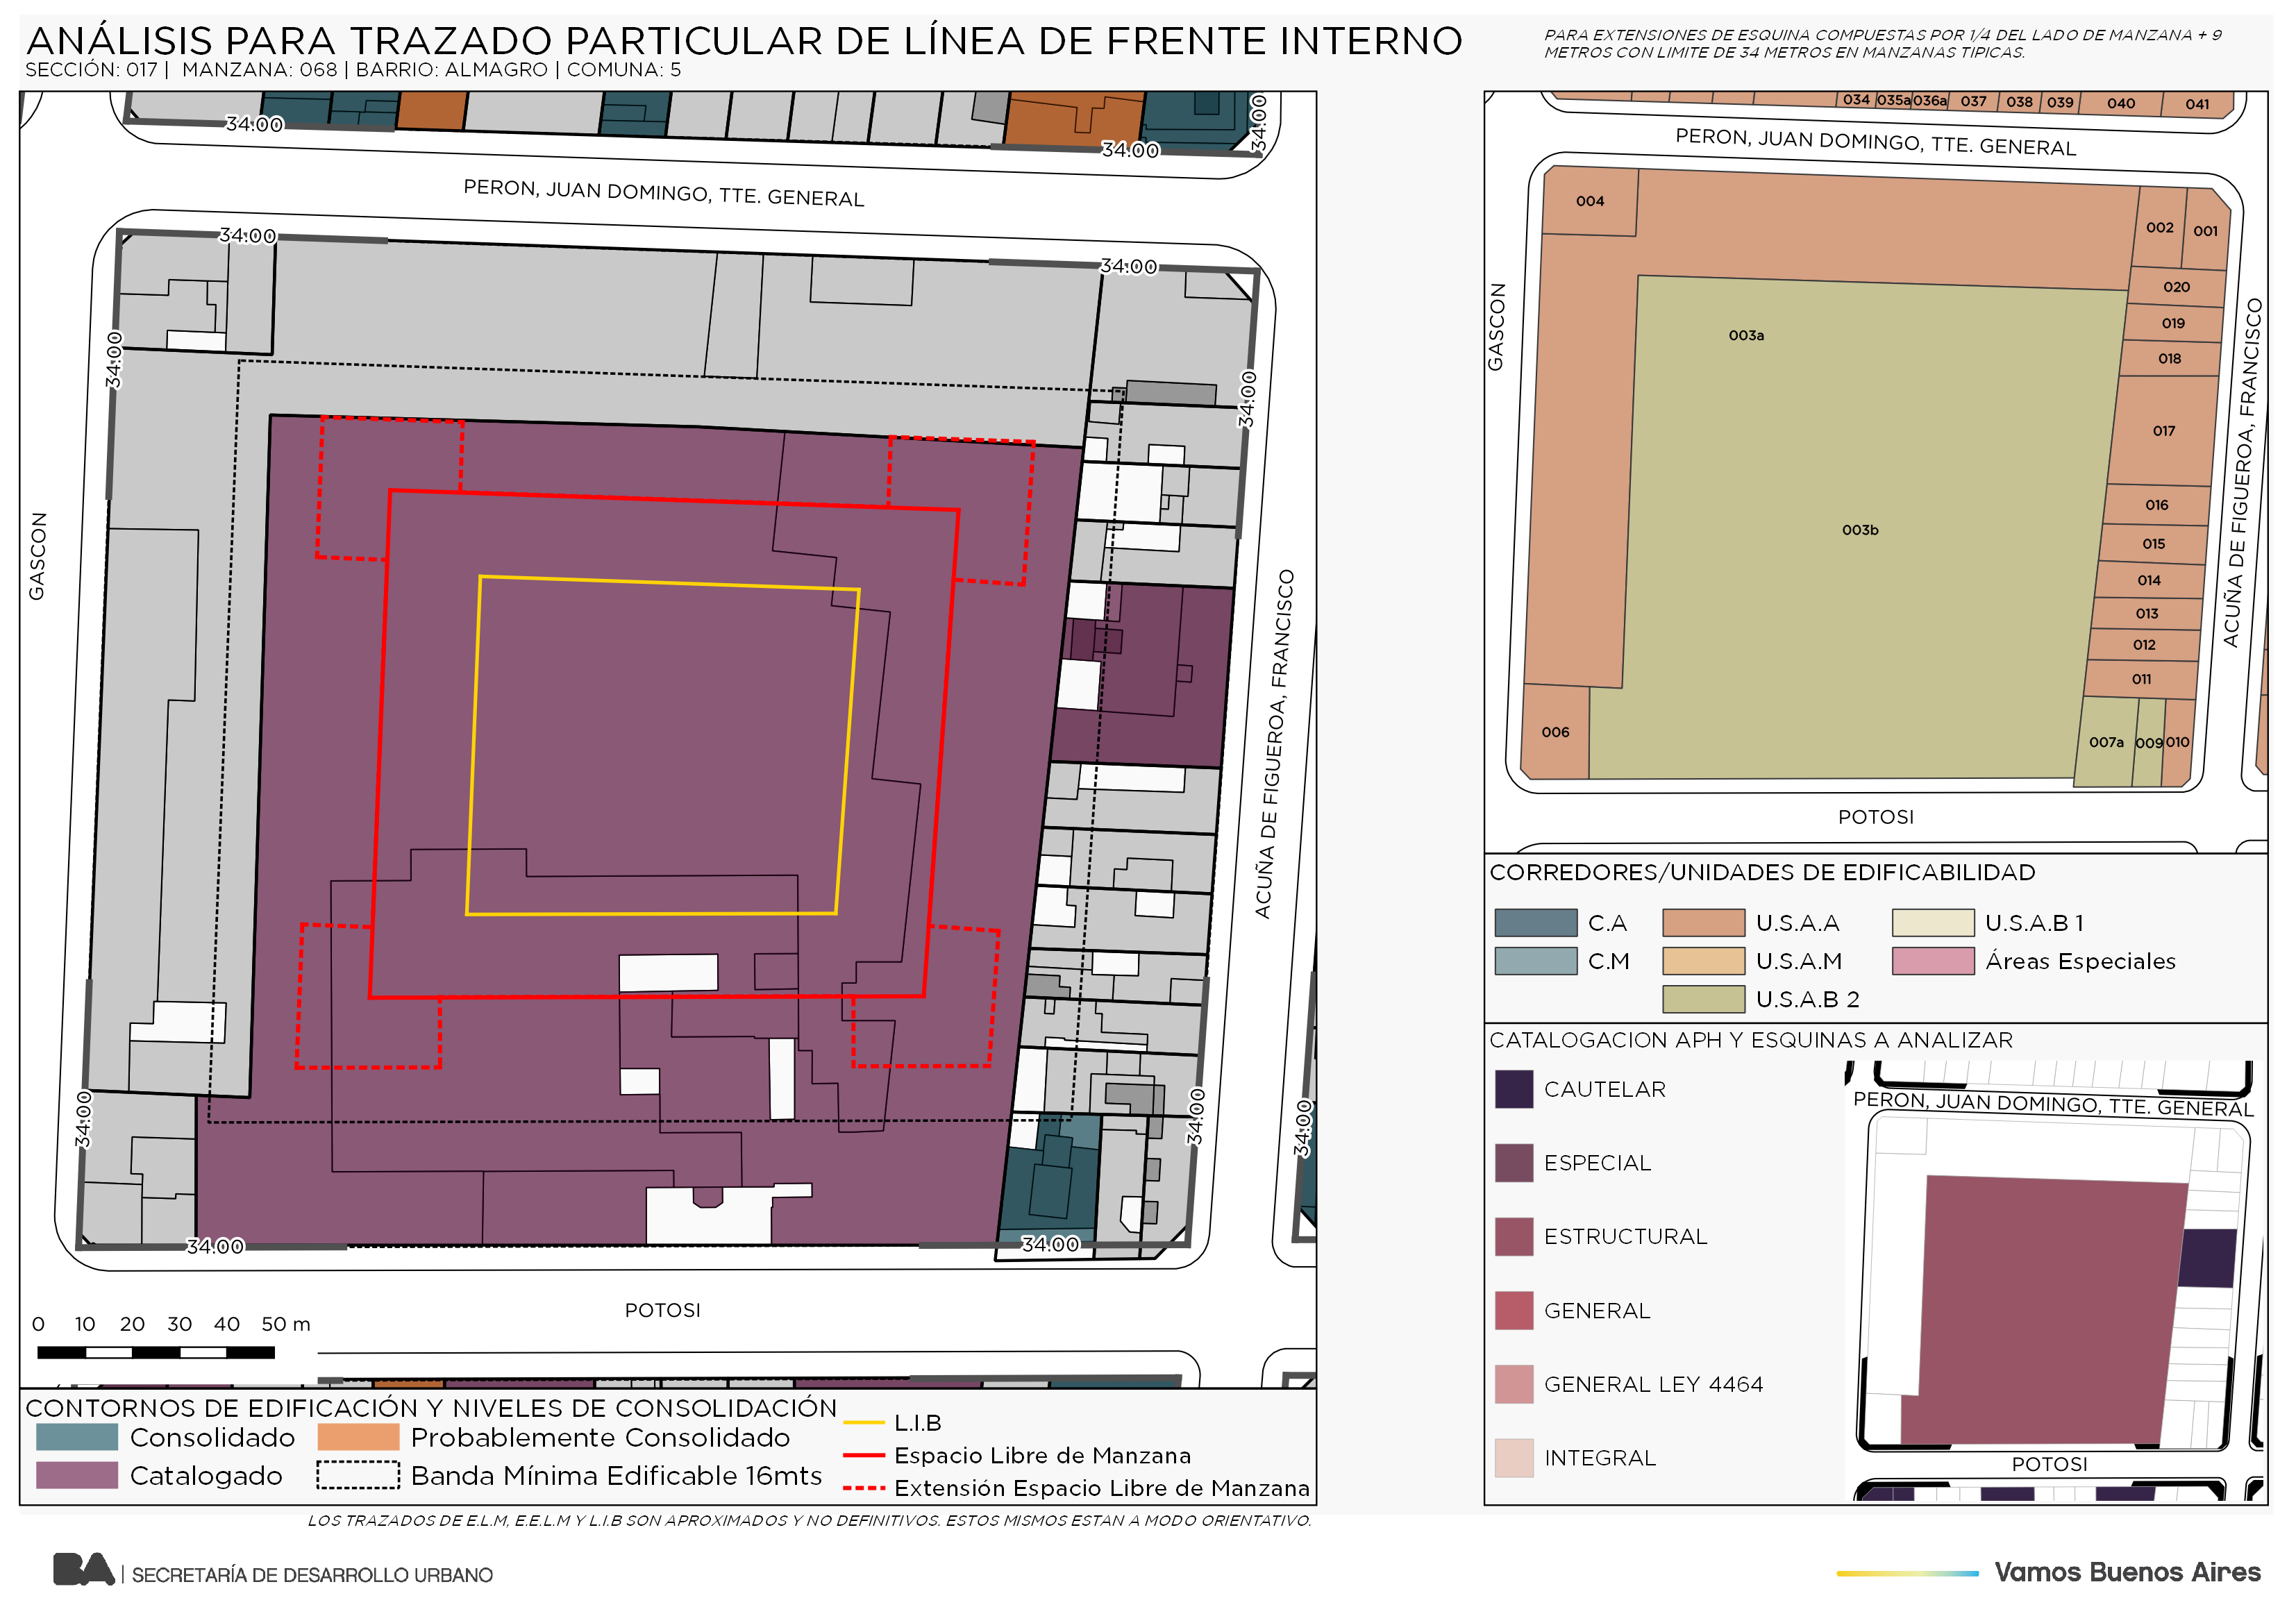 ANÁLISIS PARA TRAZADO PARTICULAR DE LÍNEA DE FRENTE INTERNO
SECCIÓN: 017 | MANZANA: 068 | BARRIO: ALMAGRO | COMUNA: 5
PARA EXTENSIONES DE ESQUINA COMPUESTAS POR 1/4 DEL LADO DE MANZANA + 9
METROS CON LIMITE DE 34 METROS EN MANZANAS TIPICAS.
34.00
34.00
34.00
PERON, JUAN DOMINGO, TTE. GENERAL
34.00
34.00
34.00
34.00
GASCON
ACUÑA DE FIGUEROA, FRANCISCO
34.00
34.00
34.00
34.00
34.00
POTOSI
0 10 20 30 40 50 m
CONTORNOS DE EDIFICACIÓN Y NIVELES DE CONSOLIDACIÓN
Consolidado
Probablemente Consolidado
Catalogado
Banda Mínima Edificable 16mts
L.I.B
Espacio Libre de Manzana
Extensión Espacio Libre de Manzana
034 035a 036a 037 038 039 040 041
PERON, JUAN DOMINGO, TTE. GENERAL
004
002
001
020
019
018
017
016
015
014
013
012
011
003a
003b
006
007a
009
010
GASCON
ACUÑA DE FIGUEROA, FRANCISCO
POTOSI
CORREDORES/UNIDADES DE EDIFICABILIDAD
C.A
U.S.A.A
U.S.A.B 1
C.M
U.S.A.M
Áreas Especiales
U.S.A.B 2
CATALOGACION APH Y ESQUINAS A ANALIZAR
CAUTELAR
ESPECIAL
ESTRUCTURAL
GENERAL
GENERAL LEY 4464
INTEGRAL
PERON, JUAN DOMINGO, TTE. GENERAL
POTOSI
LOS TRAZADOS DE E.L.M, E.E.L.M Y L.I.B SON APROXIMADOS Y NO DEFINITIVOS. ESTOS MISMOS ESTAN A MODO ORIENTATIVO.
BA | SECRETARÍA DE DESARROLLO URBANO
Vamos Buenos Aires